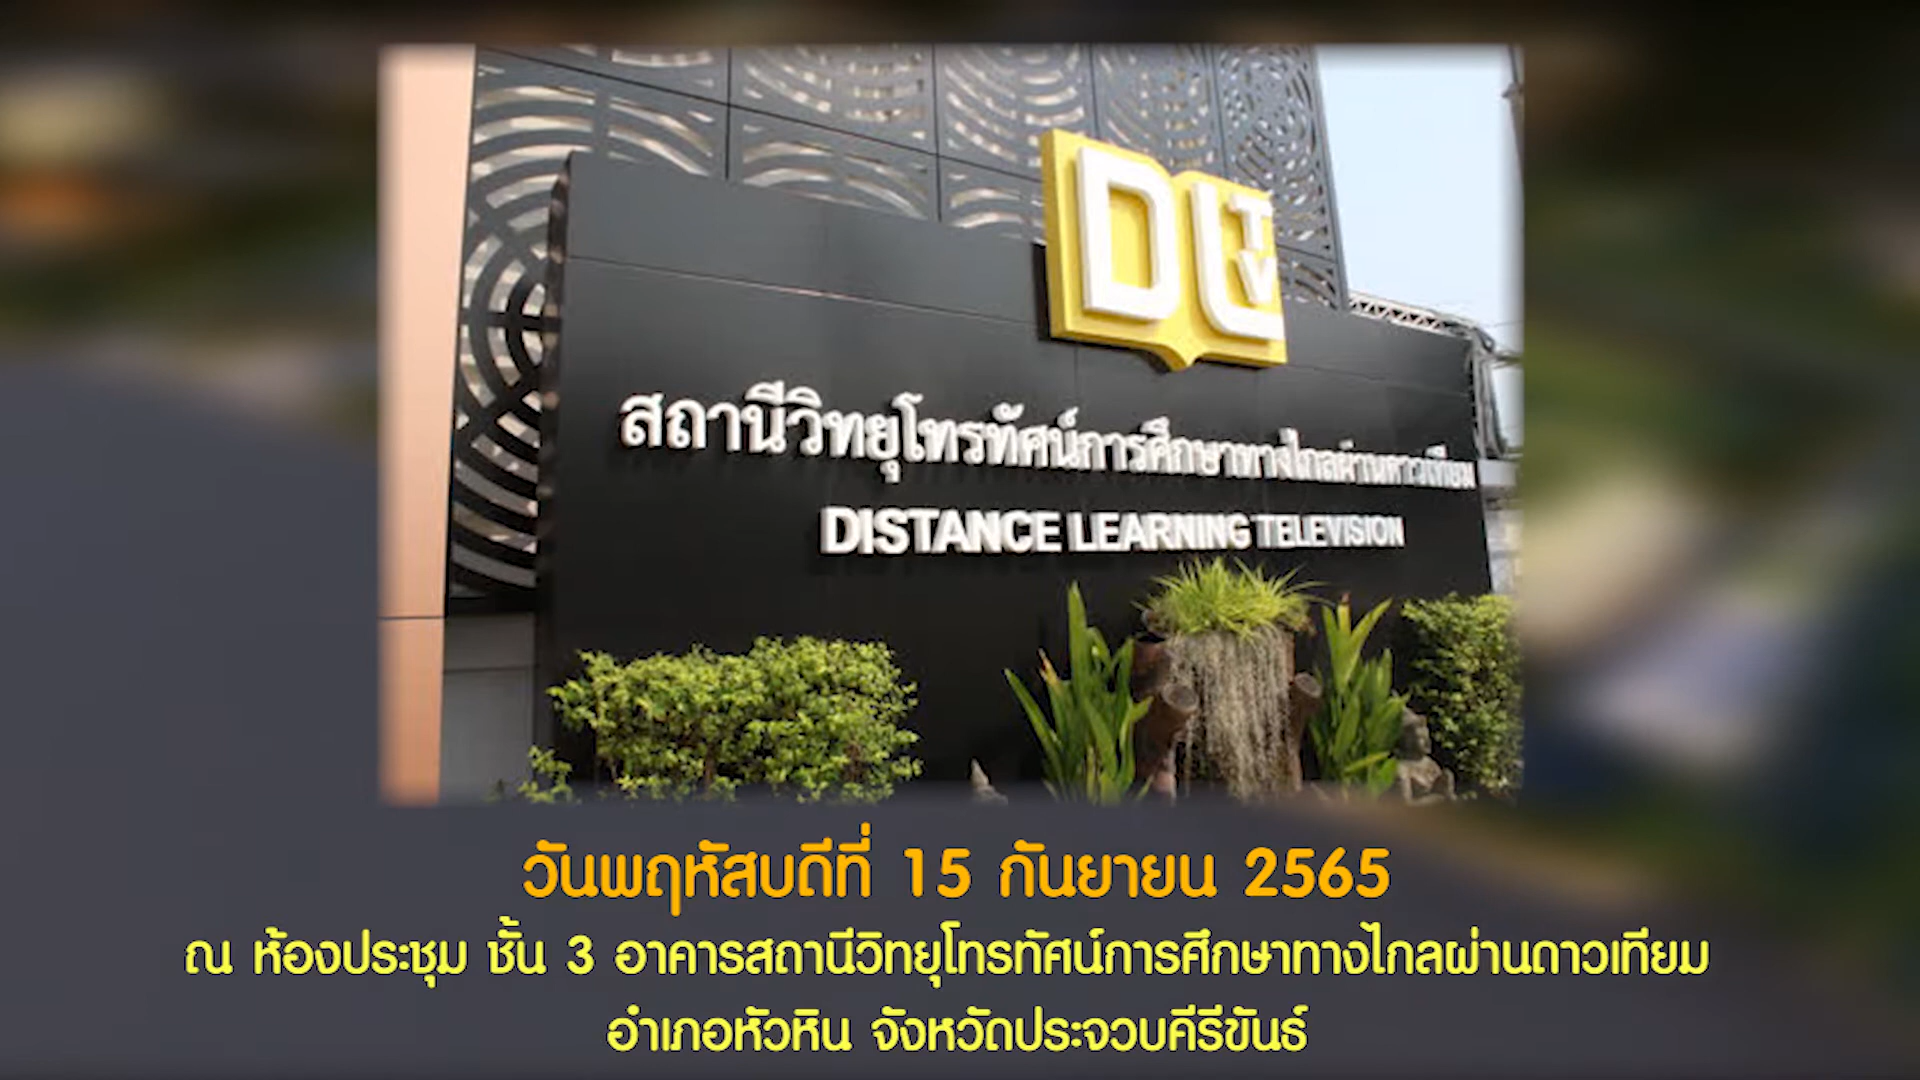 DLTV
สถานีวิทยุโทรทัศน์การศึกษาทางไกลผ่านดาวเทียม
DISTANCE LEARNING TELEVISION
วันพฤหัสบดีที่ 15 กันยายน 2565
ณ ห้องประชุม ชั้น 3 อาคารสถานีวิทยุโทรทัศน์การศึกษาทางไกลผ่านดาวเทียม
อำเภอหัวหิน จังหวัดประจวบคีรีขันธ์